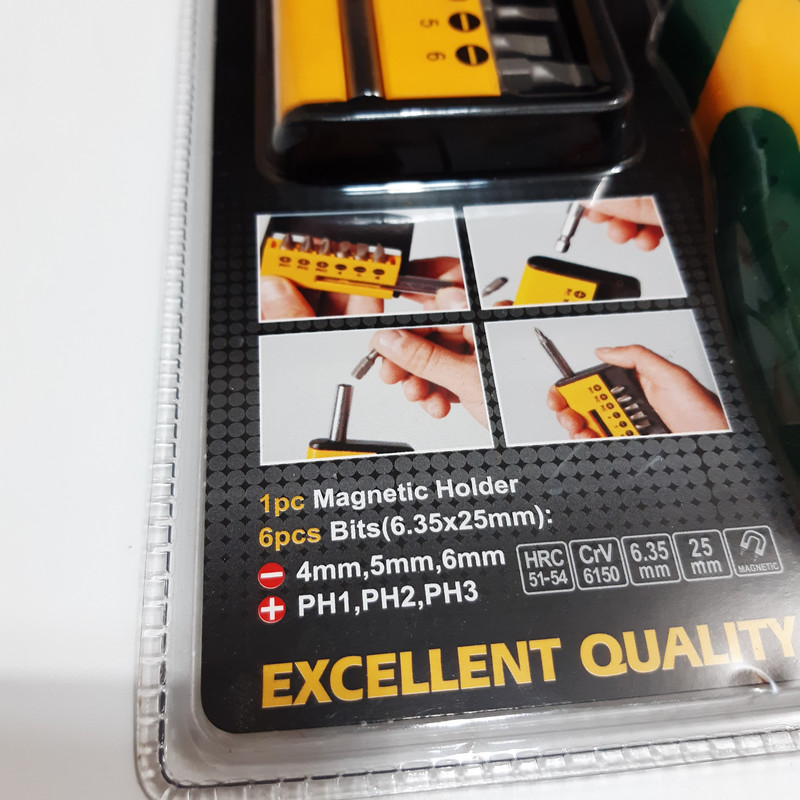 5
6
1pc Magnetic Holder
6pcs Bits(6.35x25mm):
4mm,5mm,6mm
PH1,PH2,PH3
HRC
51-54
CrV
6150
6.35
mm
25
mm
MAGNETIC
EXCELLENT QUALITY